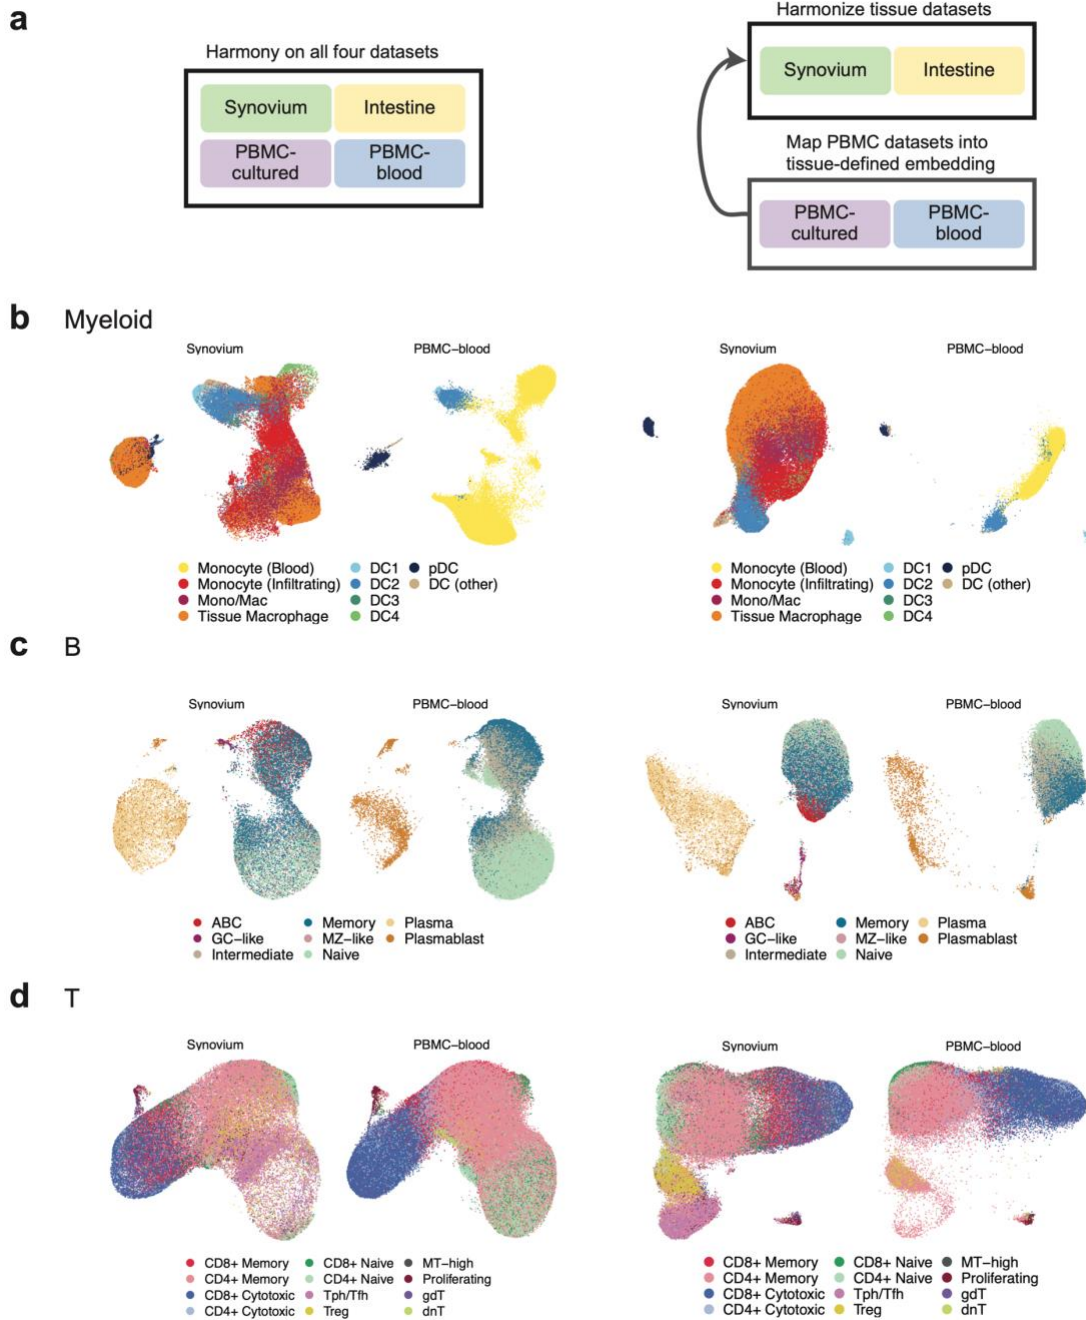 a
Harmony on all four datasets
Synovium Intestine
PBMC-cultured PBMC-blood
Harmonize tissue datasets
Synovium Intestine
Map PBMC datasets into
tissue-defined embedding
PBMC-cultured PBMC-blood
b Myeloid
Synovium PBMC-blood Synovium PBMC-blood
Monocyte (Blood) DC1 pDC
Monocyte (Infiltrating) DC2 DC (other)
Mono/Mac DC3
Tissue Macrophage DC4
Monocyte (Blood) DC1 pDC
Monocyte (Infiltrating) DC2 DC (other)
Mono/Mac DC3
Tissue Macrophage DC4
c B
Synovium PBMC-blood Synovium PBMC-blood
ABC Memory Plasma
GC-like MZ-like Plasmablast
Intermediate Naive
ABC Memory Plasma
GC-like MZ-like Plasmablast
Intermediate Naive
d T
Synovium PBMC-blood Synovium PBMC-blood
CD8+ Memory CD8+ Naive MT-high
CD4+ Memory CD4+ Naive Proliferating
CD8+ Cytotoxic Tph/Tfh gdT
CD4+ Cytotoxic Treg dnT
CD8+ Memory CD8+ Naive MT-high
CD4+ Memory CD4+ Naive Proliferating
CD8+ Cytotoxic Tph/Tfh gdT
CD4+ Cytotoxic Treg dnT